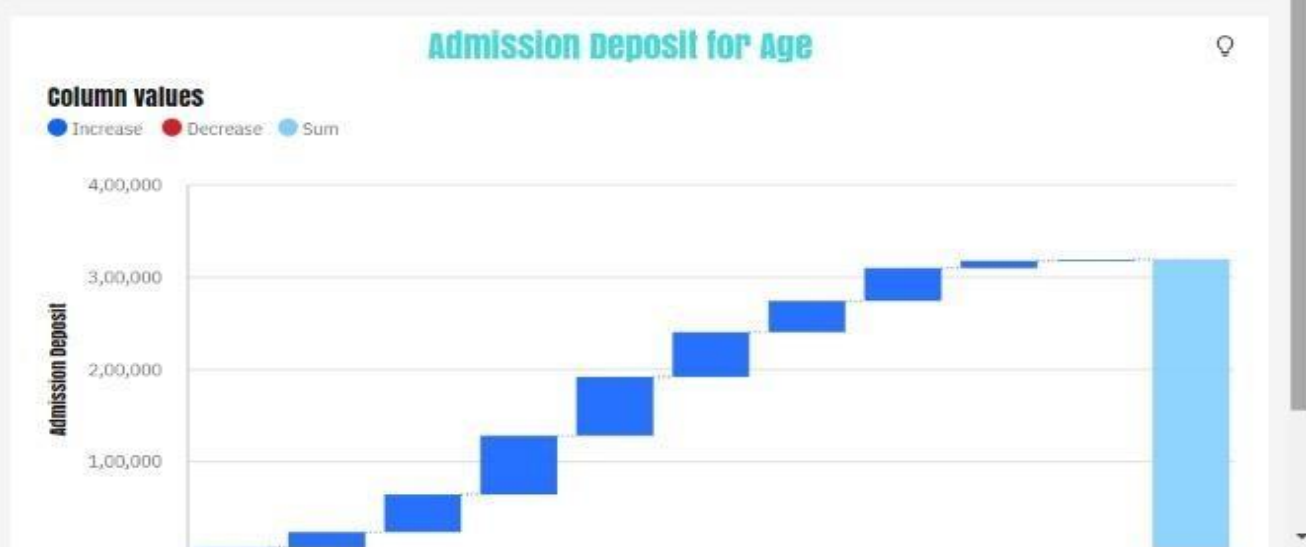 Admission Deposit for Age
Column values
Increase Decrease Sum
4,00,000
3,00,000
2,00,000
1,00,000
Admission Deposit